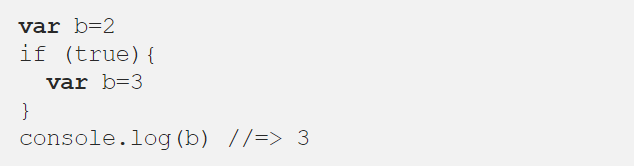 var b=2
if (true){
  var b=3
}
console.log(b) //=> 3